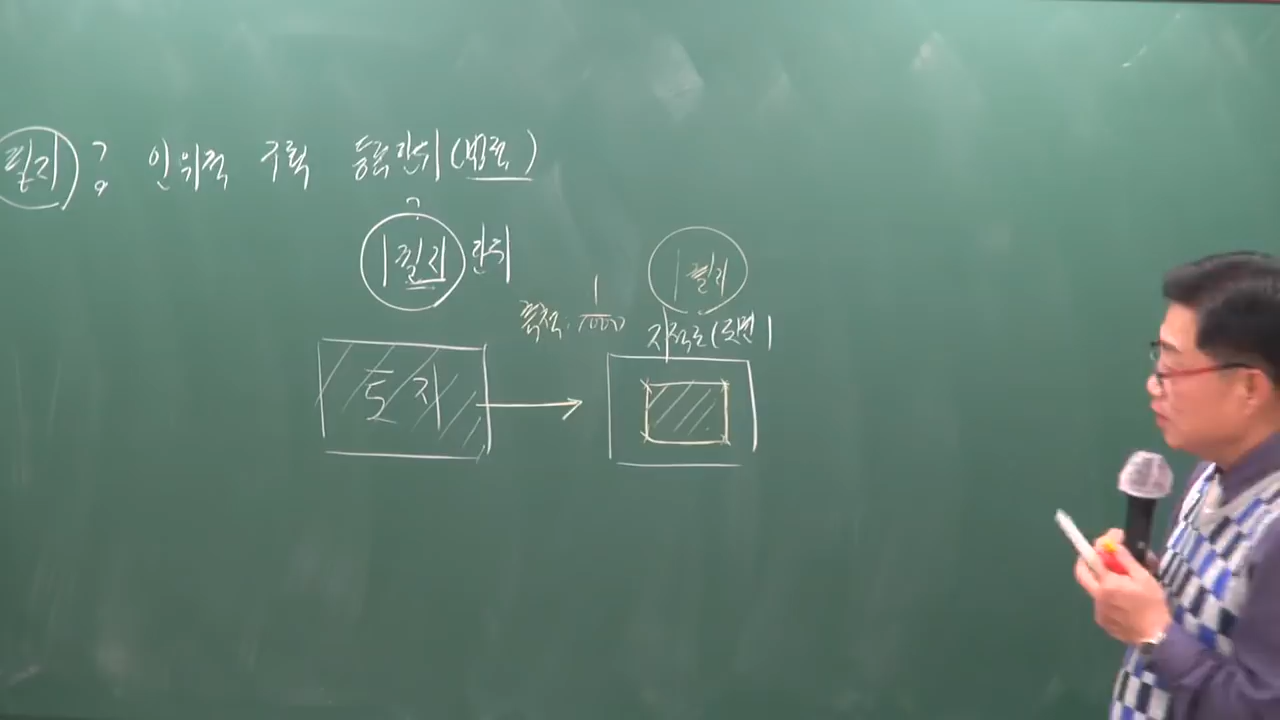 필지 : 인위적 구획 등록단위 (법률)
1필지 단위
1필지
축척. 1/1000
지적도 (도면)
토지